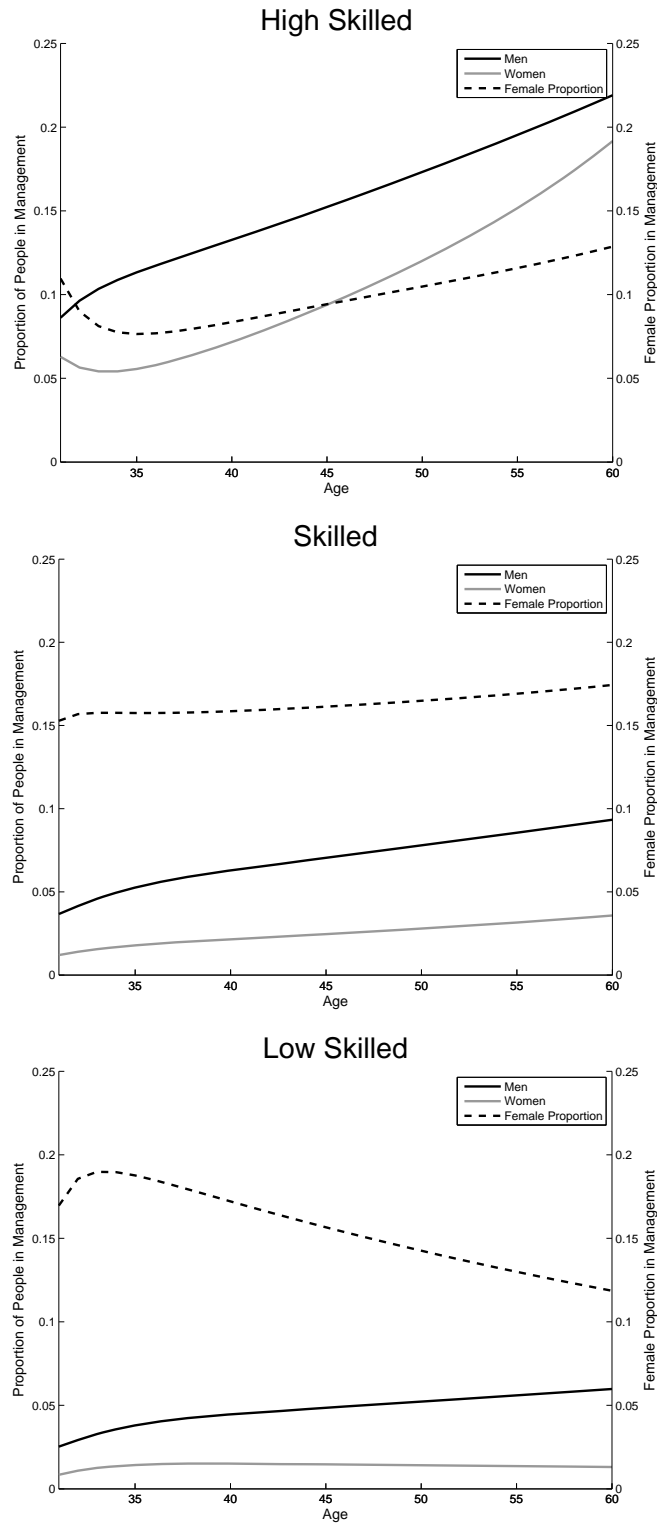 High Skilled
0.25
0.2
0.15
0.1
0.05
0
Proportion of People in Management
Men
Women
Female Proportion
0.25
0.2
0.15
0.1
0.05
0
Female Proportion in Management
35 40 45 50 55 60
Age
Skilled
0.25
0.2
0.15
0.1
0.05
0
Proportion of People in Management
Men
Women
Female Proportion
0.25
0.2
0.15
0.1
0.05
0
Female Proportion in Management
35 40 45 50 55 60
Age
Low Skilled
0.25
0.2
0.15
0.1
0.05
0
Proportion of People in Management
Men
Women
Female Proportion
0.25
0.2
0.15
0.1
0.05
0
Female Proportion in Management
35 40 45 50 55 60
Age